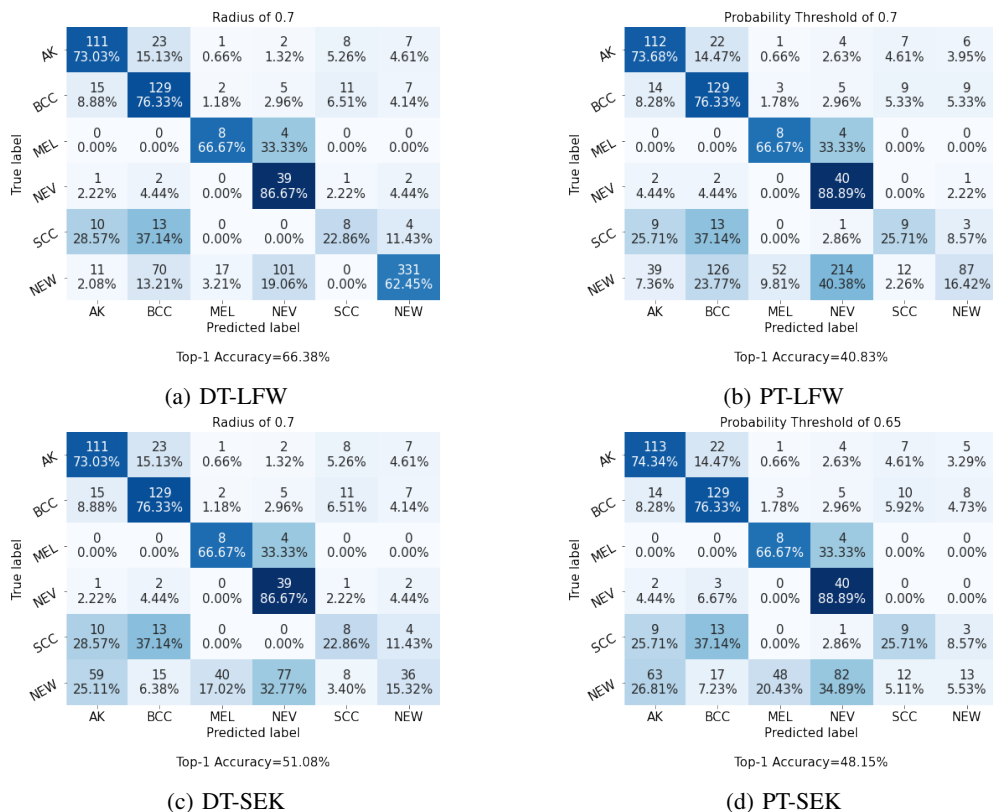 Radius of 0.7
True label
AK 111 23 1 2 8 7
73.03% 15.13% 0.66% 1.32% 5.26% 4.61%
BCC 15 129 2 5 11 7
8.88% 76.33% 1.18% 2.96% 6.51% 4.14%
MEL 0 0 8 4 0 0
0.00% 0.00% 66.67% 33.33% 0.00% 0.00%
NEV 1 2 0 39 1 2
2.22% 4.44% 0.00% 86.67% 2.22% 4.44%
SCC 10 13 0 0 8 4
28.57% 37.14% 0.00% 0.00% 22.86% 11.43%
NEW 11 70 17 101 0 331
2.08% 13.21% 3.21% 19.06% 0.00% 62.45%
AK BCC MEL NEV SCC NEW
Predicted label
Top-1 Accuracy=66.38%
(a) DT-LFW
Probability Threshold of 0.7
True label
AK 112 22 1 4 7 6
73.68% 14.47% 0.66% 2.63% 4.61% 3.95%
BCC 14 129 3 5 9 9
8.28% 76.33% 1.78% 2.96% 5.33% 5.33%
MEL 0 0 8 4 0 0
0.00% 0.00% 66.67% 33.33% 0.00% 0.00%
NEV 2 2 0 40 0 1
4.44% 4.44% 0.00% 88.89% 0.00% 2.22%
SCC 9 13 0 1 9 3
25.71% 37.14% 0.00% 2.86% 25.71% 8.57%
NEW 39 126 52 214 12 87
7.36% 23.77% 9.81% 40.38% 2.26% 16.42%
AK BCC MEL NEV SCC NEW
Predicted label
Top-1 Accuracy=40.83%
(b) PT-LFW
Radius of 0.7
True label
AK 111 23 1 2 8 7
73.03% 15.13% 0.66% 1.32% 5.26% 4.61%
BCC 15 129 2 5 11 7
8.88% 76.33% 1.18% 2.96% 6.51% 4.14%
MEL 0 0 8 4 0 0
0.00% 0.00% 66.67% 33.33% 0.00% 0.00%
NEV 1 2 0 39 1 2
2.22% 4.44% 0.00% 86.67% 2.22% 4.44%
SCC 10 13 0 0 8 4
28.57% 37.14% 0.00% 0.00% 22.86% 11.43%
NEW 59 15 40 77 8 36
25.11% 6.38% 17.02% 32.77% 3.40% 15.32%
AK BCC MEL NEV SCC NEW
Predicted label
Top-1 Accuracy=51.08%
(c) DT-SEK
Probability Threshold of 0.65
True label
AK 113 22 1 4 7 5
74.34% 14.47% 0.66% 2.63% 4.61% 3.29%
BCC 14 129 3 5 10 8
8.28% 76.33% 1.78% 2.96% 5.92% 4.73%
MEL 0 0 8 4 0 0
0.00% 0.00% 66.67% 33.33% 0.00% 0.00%
NEV 2 3 0 40 0 0
4.44% 6.67% 0.00% 88.89% 0.00% 0.00%
SCC 9 13 0 1 9 3
25.71% 37.14% 0.00% 2.86% 25.71% 8.57%
NEW 63 17 48 82 12 13
26.81% 7.23% 20.43% 34.89% 5.11% 5.53%
AK BCC MEL NEV SCC NEW
Predicted label
Top-1 Accuracy=48.15%
(d) PT-SEK